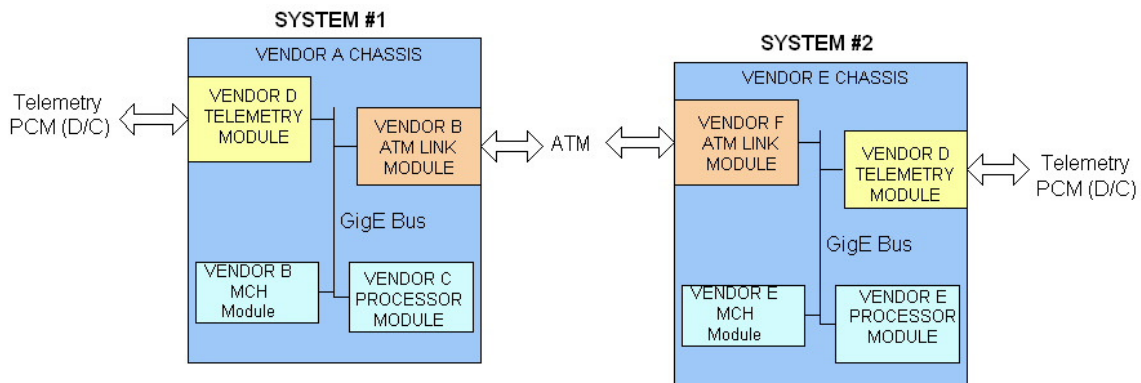 SYSTEM #1
VENDOR A CHASSIS
Telemetry
PCM (D/C)
VENDOR D
TELEMETRY
MODULE
VENDOR B
ATM LINK
MODULE
GigE Bus
VENDOR B
MCH
Module
VENDOR C
PROCESSOR
MODULE
ATM
SYSTEM #2
VENDOR E CHASSIS
VENDOR F
ATM LINK
MODULE
VENDOR D
TELEMETRY
MODULE
Telemetry
PCM (D/C)
GigE Bus
VENDOR E
MCH
Module
VENDOR E
PROCESSOR
MODULE